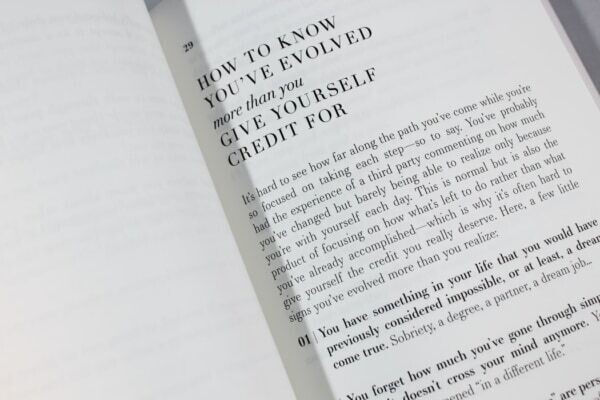 29
HOW TO KNOW
YOU'VE EVOLVED
more than you
GIVE YOURSELF
CREDIT FOR
It's hard to see how far along the path you've come while you're
so focused on taking each step—so to say. You've probably
had the experience of a third party commenting on how much
you've changed but barely being able to realize only because
you're with yourself each day. This is normal but is also the
product of focusing on how what's left to do rather than what
you've already accomplished—which is why it's often hard to
give yourself the credit you really deserve. Here, a few little
signs you've evolved more than you realize:
01 | You have something in your life that you would have
previously considered impossible, or at least, a dream
come true. Sobriety, a degree, a partner, a dream job...
You forget how much you've gone through
doesn't cross your mind anymore.
"in a different life."
are